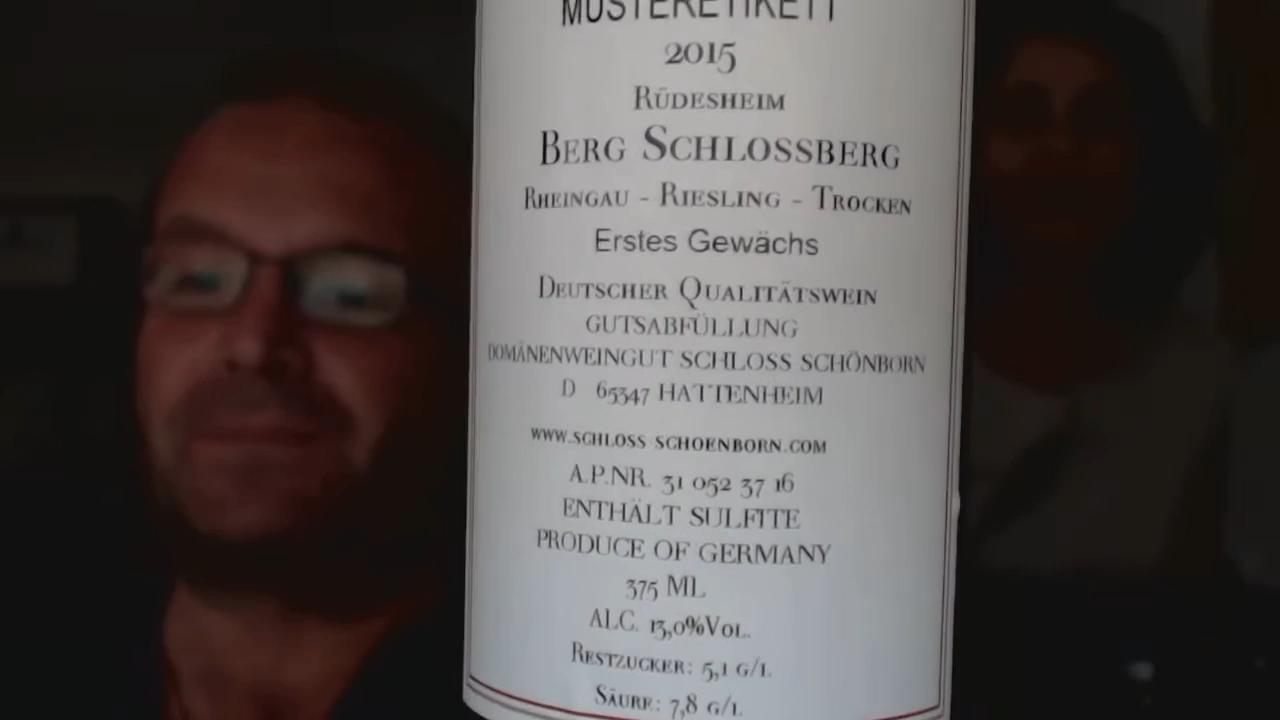 MUSTERETIKETT
2015
RÜDESHEIM
BERG SCHLOSSBERG
RHEINGAU - RIESLING - TROCKEN
Erstes Gewächs
DEUTSCHER QUALITÄTSWEIN
GUTSABFÜLLUNG
DOMÄNENWEINGUT SCHLOSS SCHÖNBORN
D 65347 HATTENHEIM
WWW.SCHLOSS-SCHOENBORN.COM
A.P.NR. 31 052 37 16
ENTHÄLT SULFITE
PRODUCE OF GERMANY
375 ML
ALC. 13,0%VOL.
RESTZUCKER: 5,1 G/L
SÄURE: 7,8 G/L